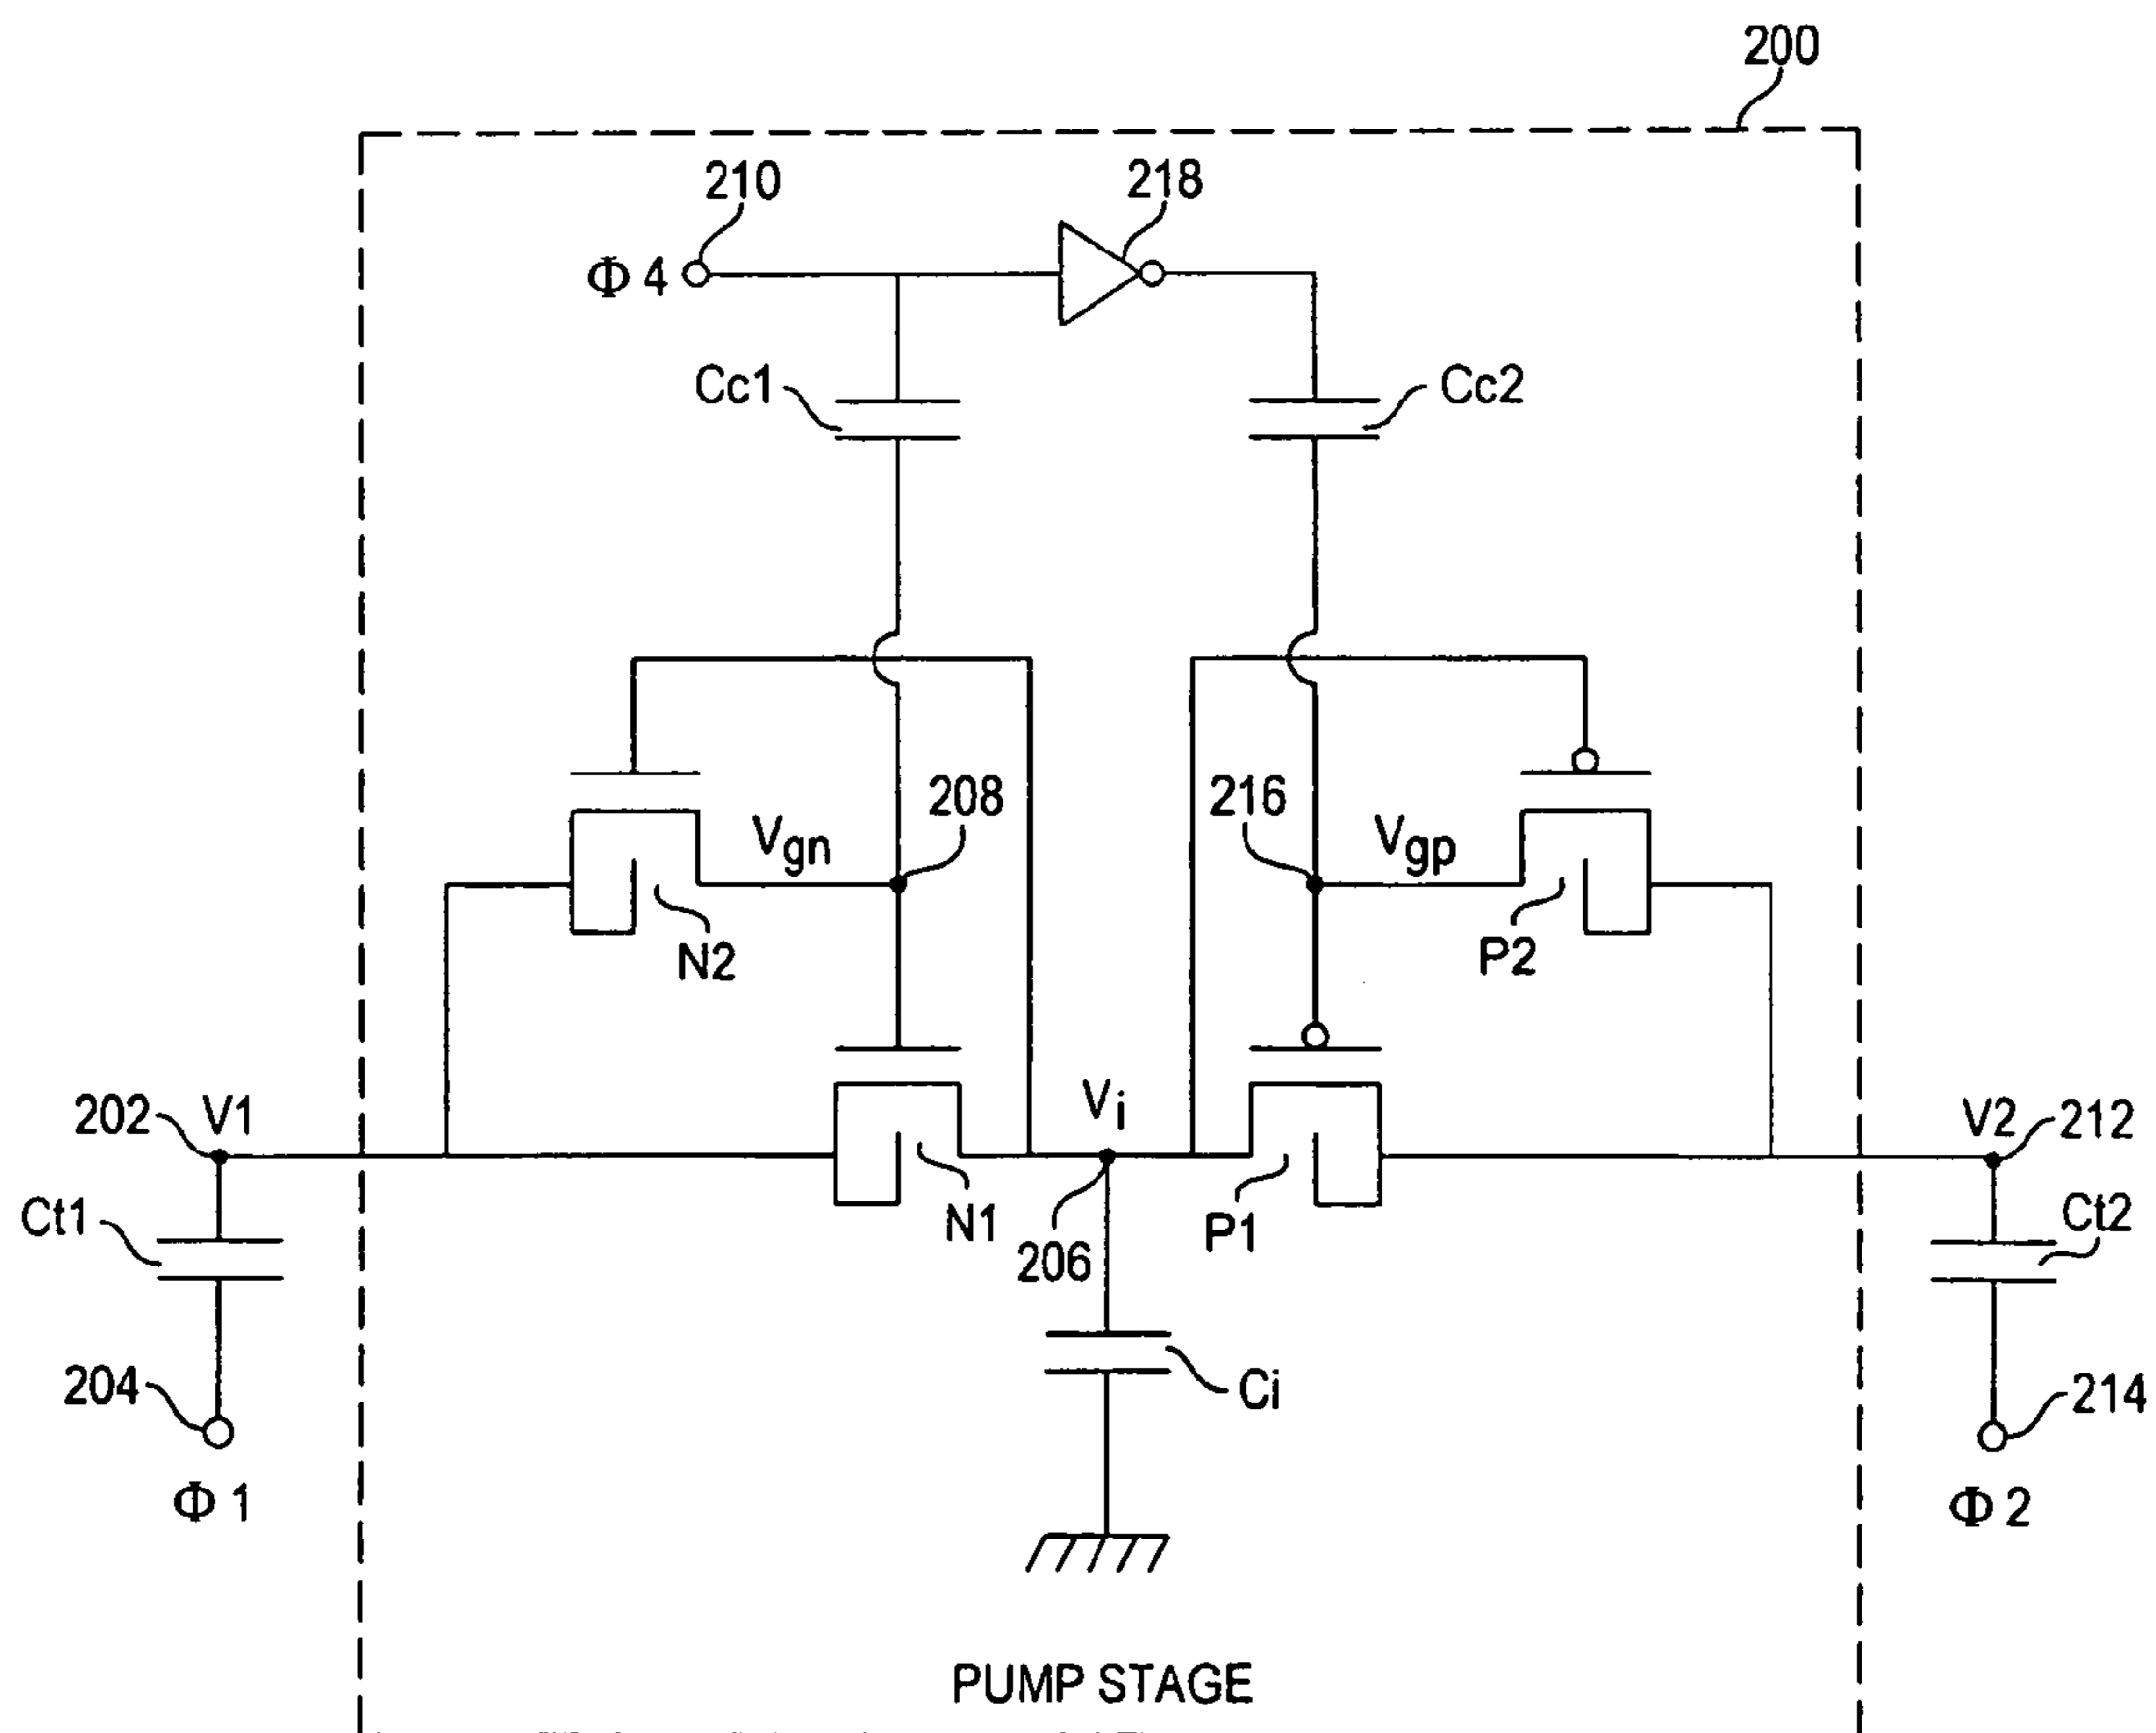 200
210
218
Φ 4
Cc1
Cc2
208
216
Vgn
Vgp
N2
P2
202
V1
Vi
V2
212
Ct1
N1
206
P1
Ct2
204
Ci
214
Φ 1
Φ 2
PUMP STAGE